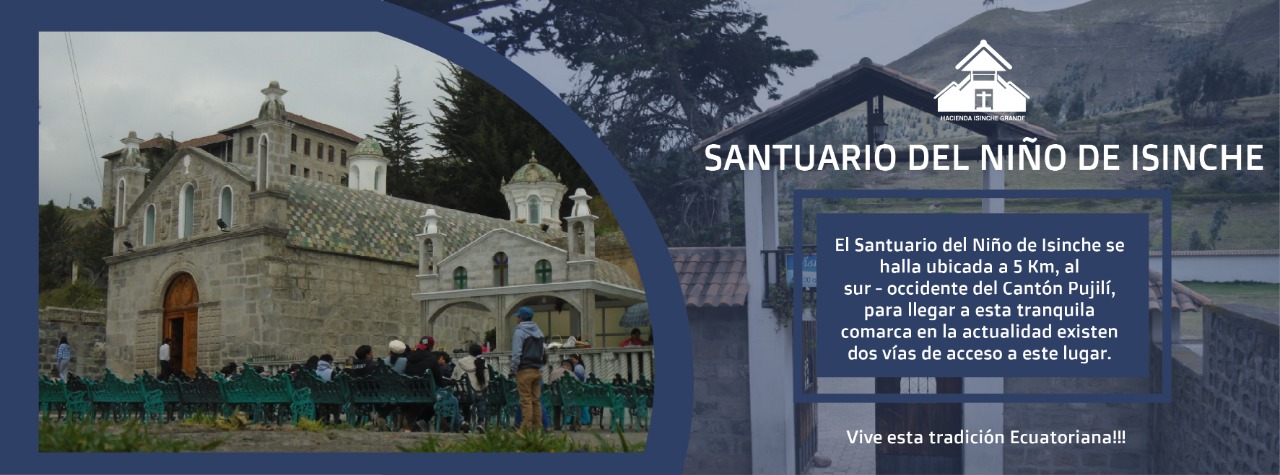 HACIENDA ISINCHE GRANDE
SANTUARIO DEL NIÑO DE ISINCHE
El Santuario del Niño de Isinche se
halla ubicada a 5 Km, al
sur - occidente del Cantón Pujilí,
para llegar a esta tranquila
comarca en la actualidad existen
dos vías de acceso a este lugar.
Vive esta tradición Ecuatoriana!!!